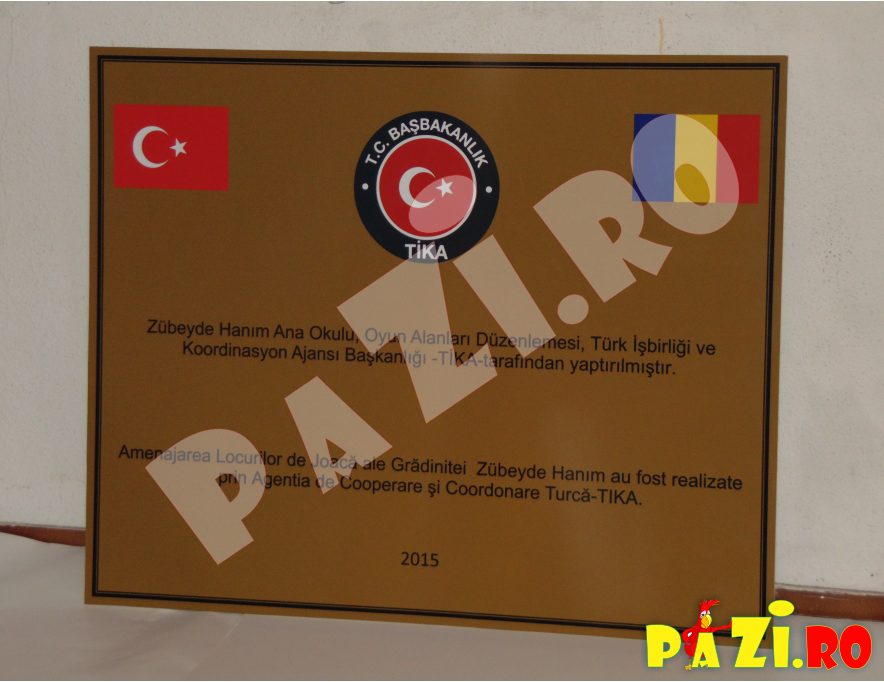 T.C. BAŞBAKANLIK
TİKA
Zübeyde Hanım Ana Okulu, Oyun Alanları Düzenlemesi, Türk İşbirliği ve
Koordinasyon Ajansı Başkanlığı -TİKA-tarafından yaptırılmıştır.
Amenajarea Locurilor de Joacă ale Grădinitei Zübeyde Hanım au fost realizate
prin Agentia de Cooperare şi Coordonare Turcă-TIKA.
2015
PAZI.RO
PAZi.RO